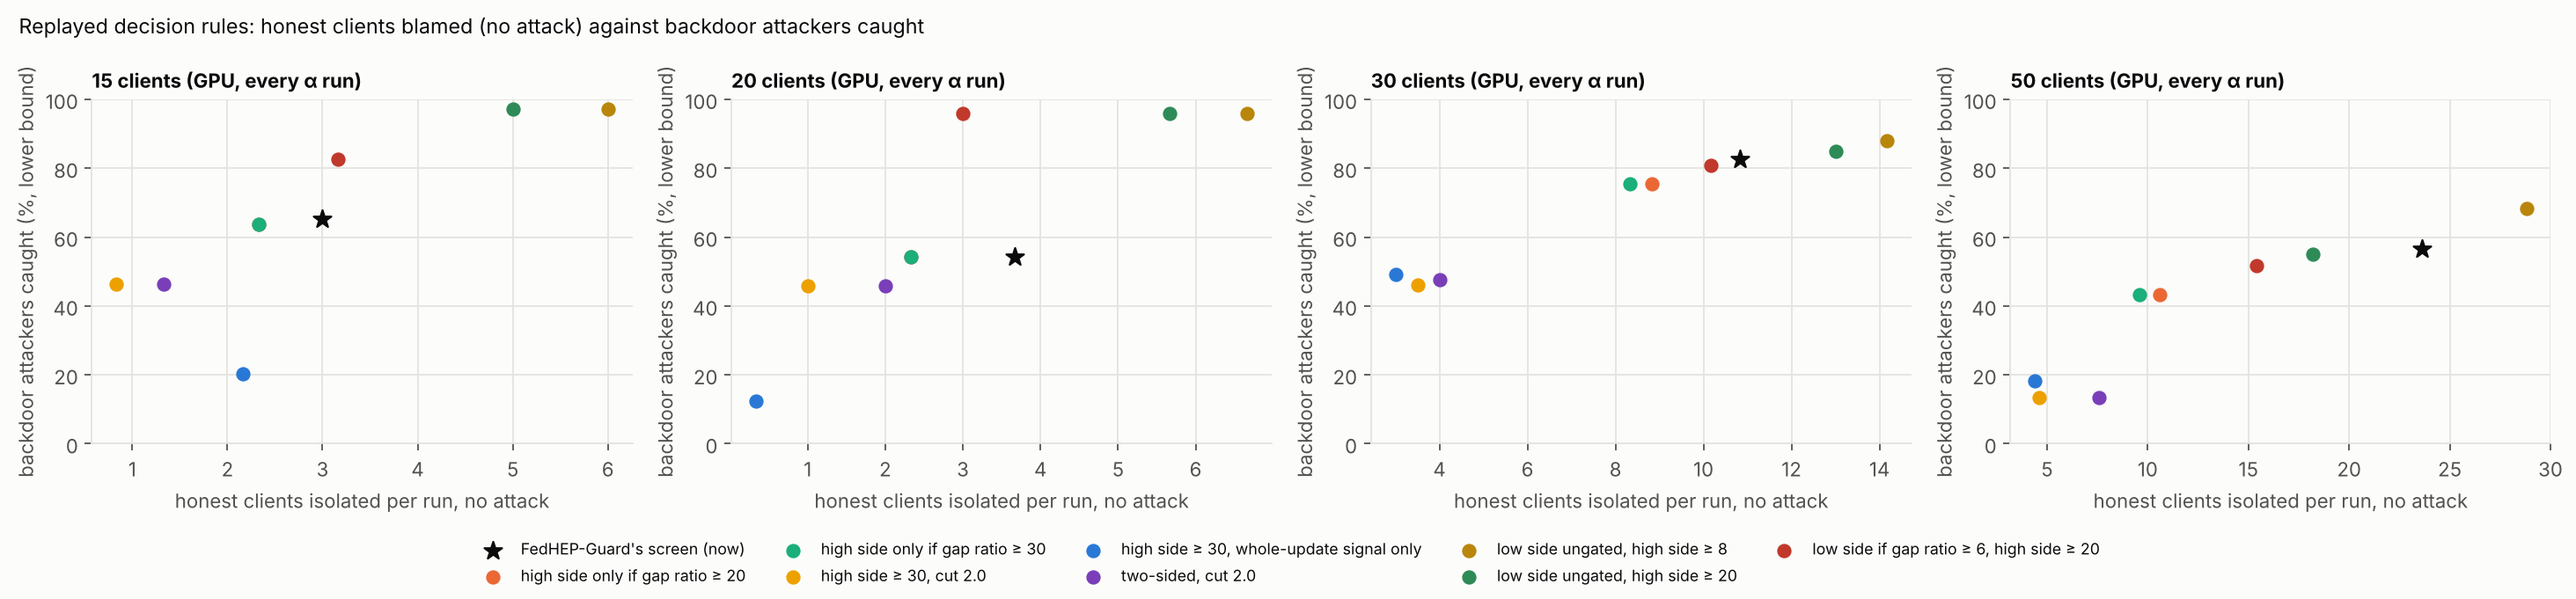 Replayed decision rules: honest clients blamed (no attack) against backdoor attackers caught
15 clients (GPU, every α run)
backdoor attackers caught (%, lower bound)
100
80
60
40
20
0
1 2 3 4 5 6
honest clients isolated per run, no attack
20 clients (GPU, every α run)
backdoor attackers caught (%, lower bound)
100
80
60
40
20
0
1 2 3 4 5 6
honest clients isolated per run, no attack
30 clients (GPU, every α run)
backdoor attackers caught (%, lower bound)
100
80
60
40
20
0
4 6 8 10 12 14
honest clients isolated per run, no attack
50 clients (GPU, every α run)
backdoor attackers caught (%, lower bound)
100
80
60
40
20
0
5 10 15 20 25 30
honest clients isolated per run, no attack
FedHEP-Guard's screen (now)
high side only if gap ratio ≥ 20
high side only if gap ratio ≥ 30
high side ≥ 30, cut 2.0
high side ≥ 30, whole-update signal only
two-sided, cut 2.0
low side ungated, high side ≥ 8
low side ungated, high side ≥ 20
low side if gap ratio ≥ 6, high side ≥ 20